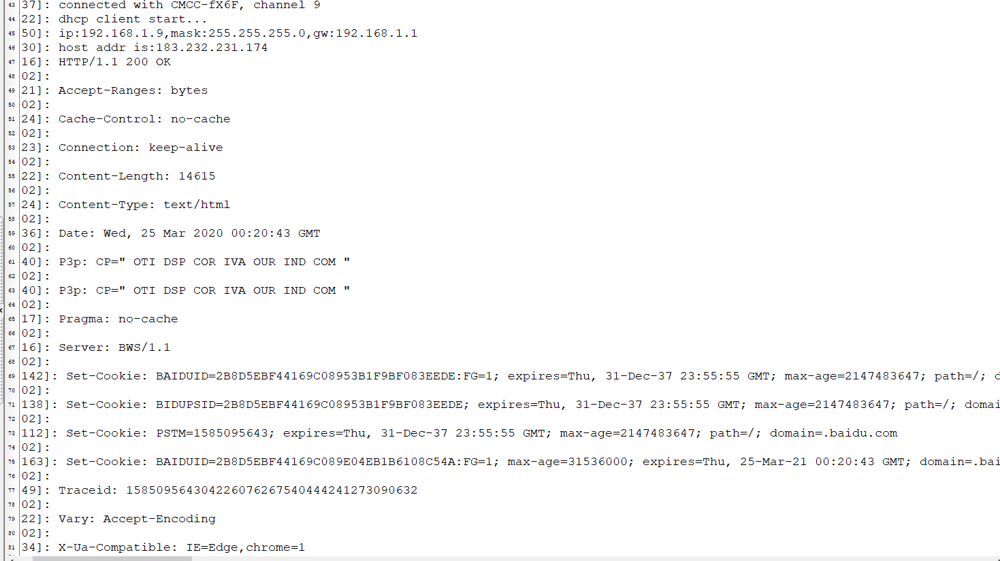 43 37]: connected with CMCC-fX6F, channel 9
44 22]: dhcp client start...
45 50]: ip:192.168.1.9,mask:255.255.255.0,gw:192.168.1.1
46 30]: host addr is:183.232.231.174
47 16]: HTTP/1.1 200 OK
48 02]:
49 21]: Accept-Ranges: bytes
50 02]:
51 24]: Cache-Control: no-cache
52 02]:
53 23]: Connection: keep-alive
54 02]:
55 22]: Content-Length: 14615
56 02]:
57 24]: Content-Type: text/html
58 02]:
59 36]: Date: Wed, 25 Mar 2020 00:20:43 GMT
60 02]:
61 40]: P3p: CP=" OTI DSP COR IVA OUR IND COM "
62 02]:
63 40]: P3p: CP=" OTI DSP COR IVA OUR IND COM "
64 02]:
65 17]: Pragma: no-cache
66 02]:
67 16]: Server: BWS/1.1
68 02]:
69 142]: Set-Cookie: BAIDUID=2B8D5EBF44169C08953B1F9BF083EEDE:FG=1; expires=Thu, 31-Dec-37 23:55:55 GMT; max-age=2147483647; path=/; d
70 02]:
71 138]: Set-Cookie: BIDUPSID=2B8D5EBF44169C08953B1F9BF083EEDE; expires=Thu, 31-Dec-37 23:55:55 GMT; max-age=2147483647; path=/; domai
72 02]:
73 112]: Set-Cookie: PSTM=1585095643; expires=Thu, 31-Dec-37 23:55:55 GMT; max-age=2147483647; path=/; domain=.baidu.com
74 02]:
75 163]: Set-Cookie: BAIDUID=2B8D5EBF44169C089E04EB1B6108C54A:FG=1; max-age=31536000; expires=Thu, 25-Mar-21 00:20:43 GMT; domain=.bai
76 02]:
77 49]: Traceid: 158509564304226076267540444241273090632
78 02]:
79 22]: Vary: Accept-Encoding
80 02]:
81 34]: X-Ua-Compatible: IE=Edge,chrome=1